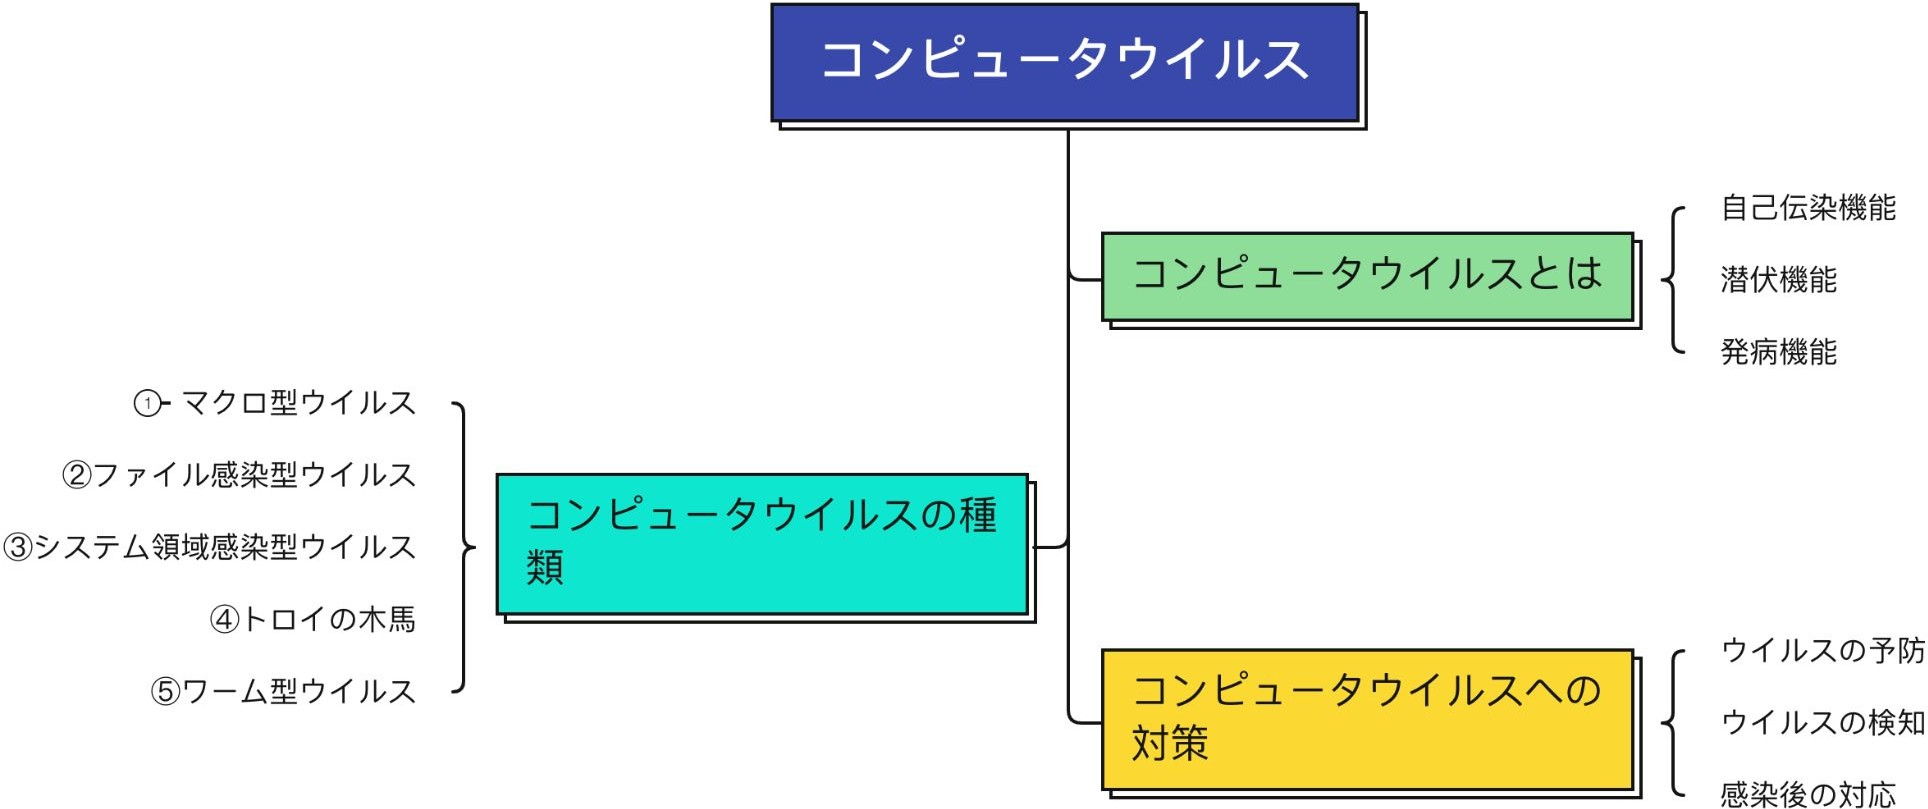 コンピュータウイルス
コンピュータウイルスとは
自己伝染機能
潜伏機能
発病機能
コンピュータウイルスの種
類
①- マクロ型ウイルス
②ファイル感染型ウイルス
③システム領域感染型ウイルス
④トロイの木馬
⑤ワーム型ウイルス
コンピュータウイルスへの
対策
ウイルスの予防
ウイルスの検知
感染後の対応